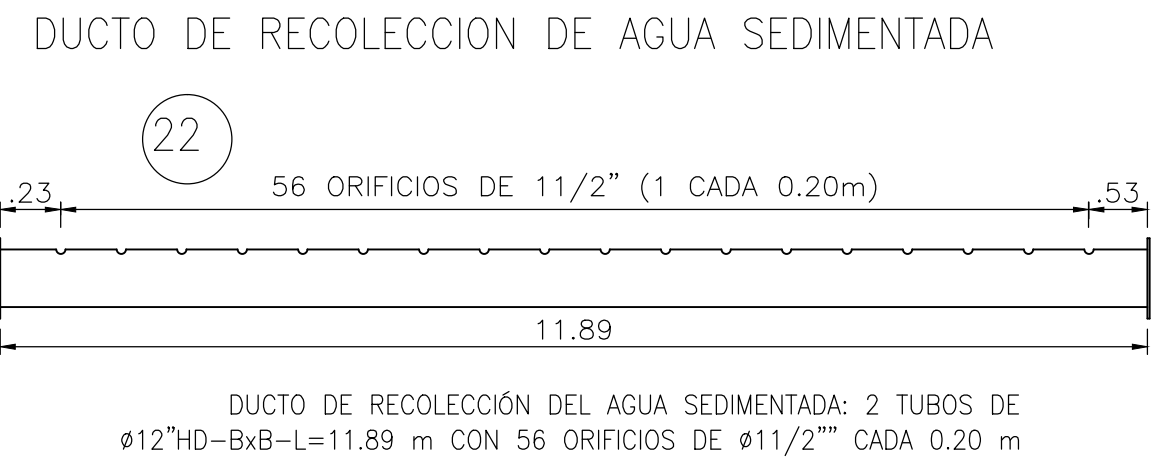 DUCTO DE RECOLECCION DE AGUA SEDIMENTADA
22
.23
56 ORIFICIOS DE 11/2" (1 CADA 0.20m)
.53
11.89
DUCTO DE RECOLECCIÓN DEL AGUA SEDIMENTADA: 2 TUBOS DE
ø12"HD-BxB-L=11.89 m CON 56 ORIFICIOS DE ø11/2"" CADA 0.20 m